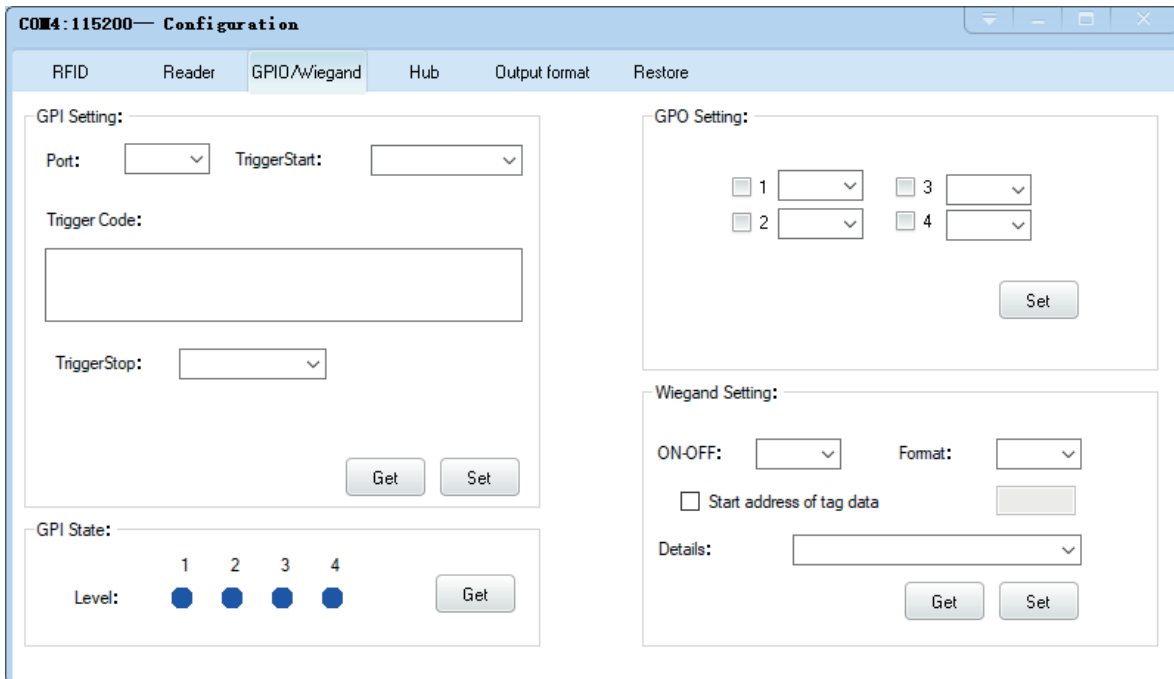 COM4:115200— Configuration
RFID Reader GPIO/Wiegand Hub Output format Restore
GPI Setting:
Port: TriggerStart:
Trigger Code:
TriggerStop:
Get Set
GPI State:
1 2 3 4
Level:
Get
GPO Setting:
1 3
2 4
Set
Wiegand Setting:
ON-OFF: Format:
Start address of tag data
Details:
Get Set